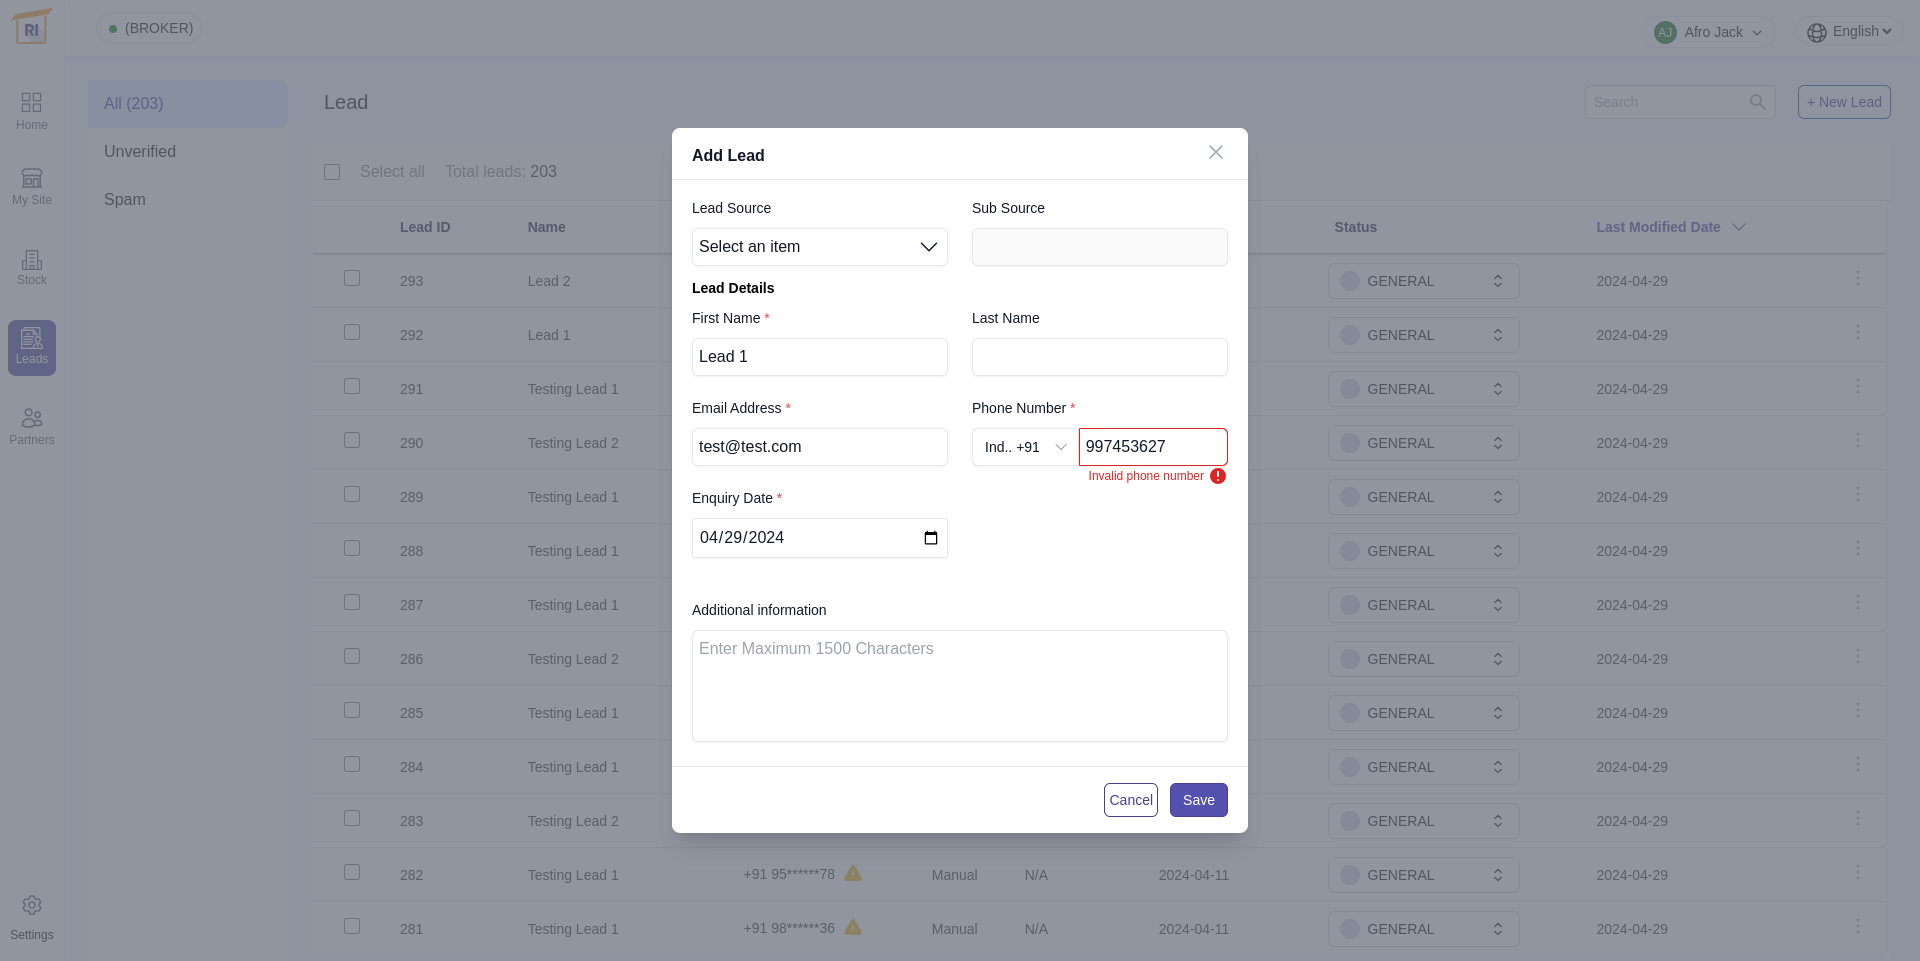 RI
(BROKER)
AJ Afro Jack
English
Home
My Site
Stock
Leads
Partners
Settings
All (203)
Unverified
Spam
Lead
Search
+ New Lead
Select all Total leads: 203
Lead ID Name Status Last Modified Date
293 Lead 2 GENERAL 2024-04-29
292 Lead 1 GENERAL 2024-04-29
291 Testing Lead 1 GENERAL 2024-04-29
290 Testing Lead 2 GENERAL 2024-04-29
289 Testing Lead 1 GENERAL 2024-04-29
288 Testing Lead 1 GENERAL 2024-04-29
287 Testing Lead 1 GENERAL 2024-04-29
286 Testing Lead 2 GENERAL 2024-04-29
285 Testing Lead 1 GENERAL 2024-04-29
284 Testing Lead 1 GENERAL 2024-04-29
283 Testing Lead 2 GENERAL 2024-04-29
282 Testing Lead 1 +91 95******78 Manual N/A 2024-04-11 GENERAL 2024-04-29
281 Testing Lead 1 +91 98******36 Manual N/A 2024-04-11 GENERAL 2024-04-29
Add Lead
Lead Source Sub Source
Select an item
Lead Details
First Name * Last Name
Lead 1
Email Address * Phone Number *
test@test.com Ind.. +91 997453627
Invalid phone number
Enquiry Date *
04/29/2024
Additional information
Enter Maximum 1500 Characters
Cancel Save